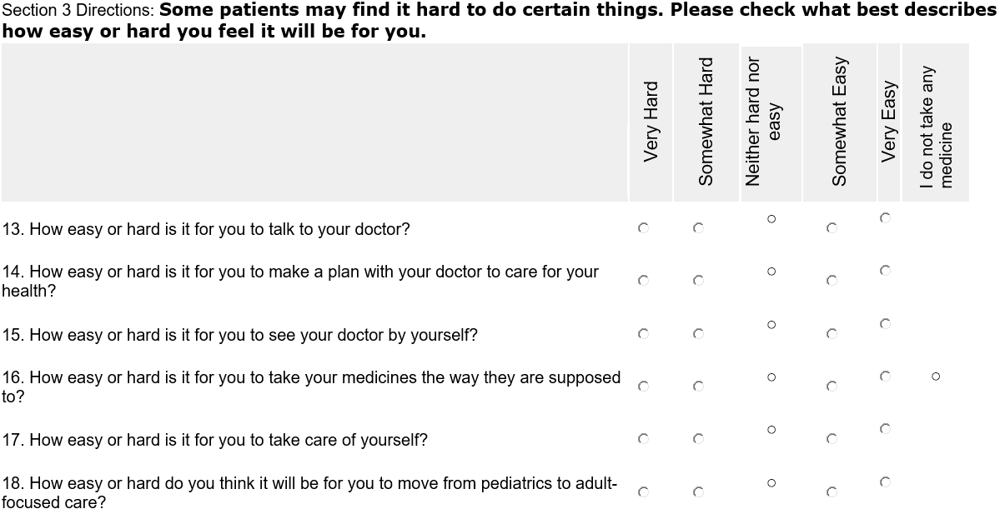 Section 3 Directions: Some patients may find it hard to do certain things. Please check what best describes
how easy or hard you feel it will be for you.
Very Hard
Somewhat Hard
Neither hard nor
easy
Somewhat Easy
Very Easy
I do not take any
medicine
13. How easy or hard is it for you to talk to your doctor?
14. How easy or hard is it for you to make a plan with your doctor to care for your
health?
15. How easy or hard is it for you to see your doctor by yourself?
16. How easy or hard is it for you to take your medicines the way they are supposed
to?
17. How easy or hard is it for you to take care of yourself?
18. How easy or hard do you think it will be for you to move from pediatrics to adult-
focused care?